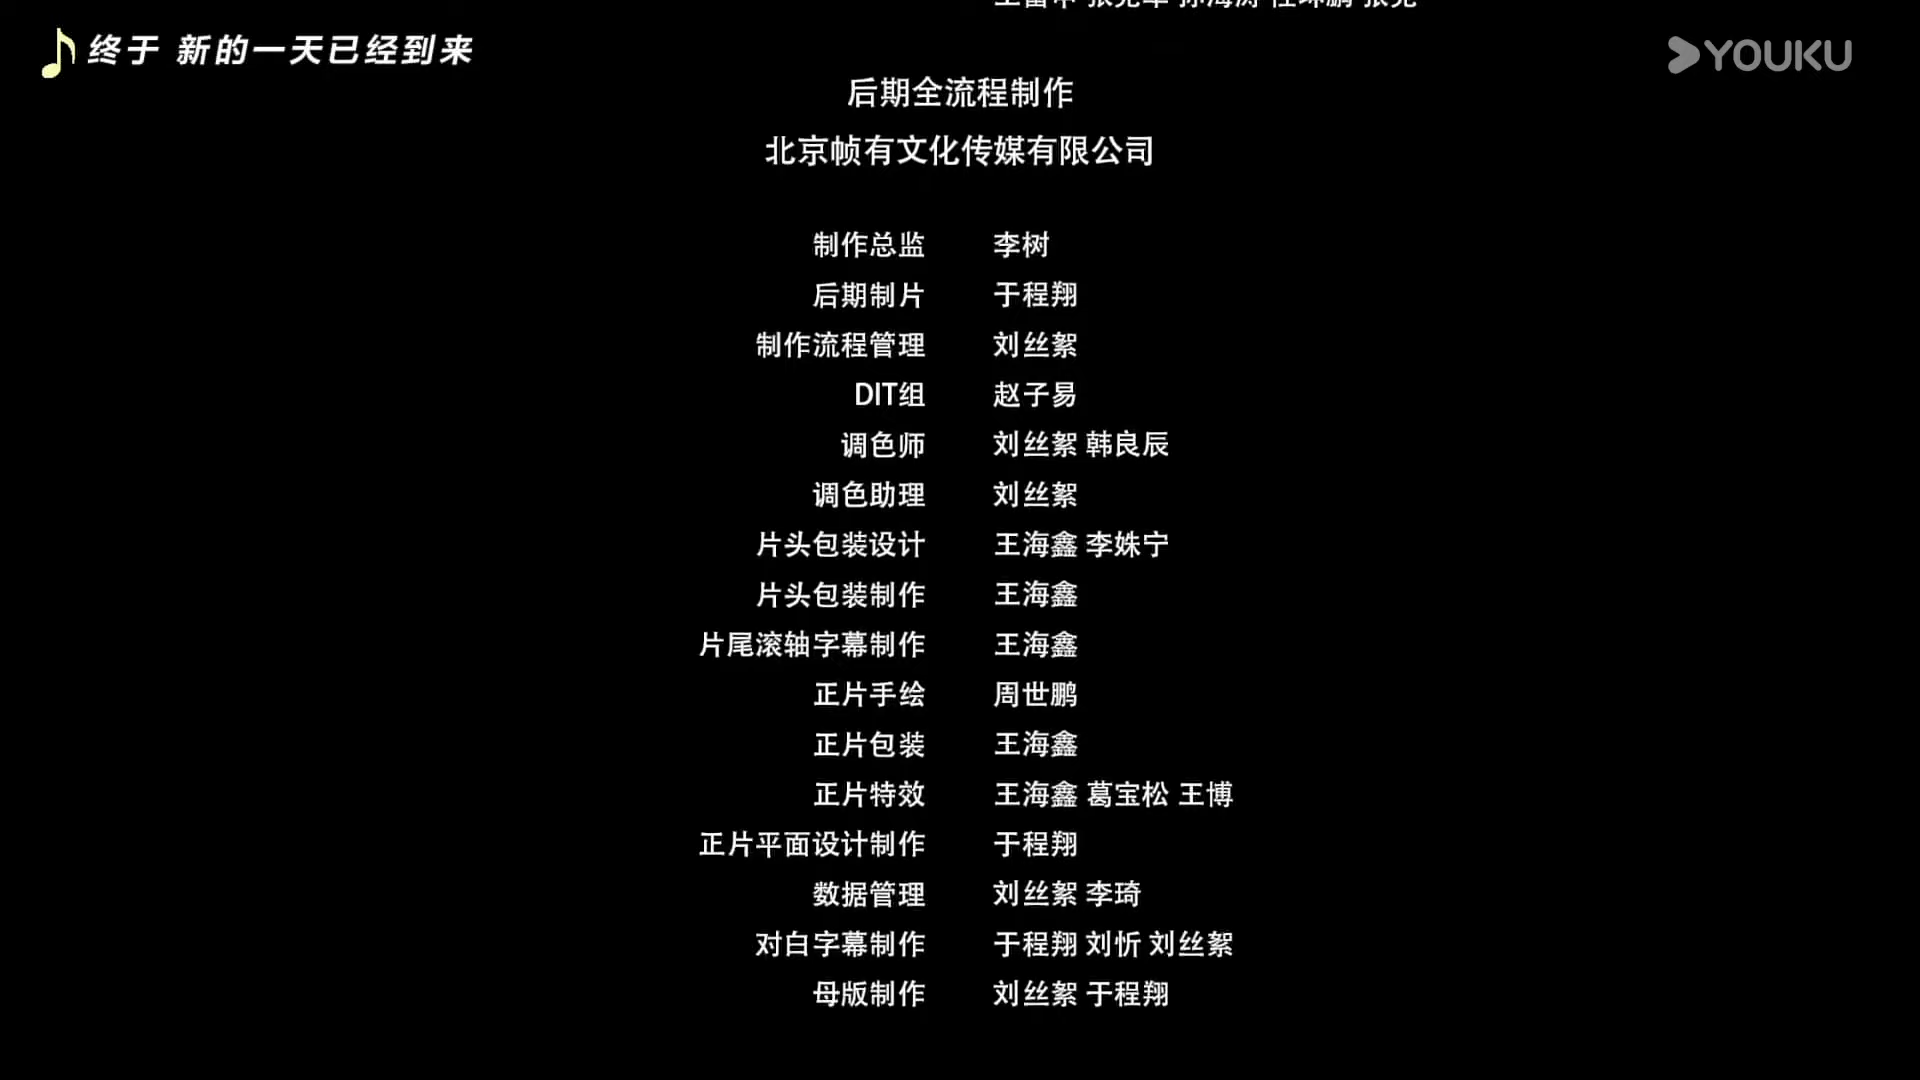 终于 新的一天已经到来
YOUKU
后期全流程制作
北京帧有文化传媒有限公司
制作总监 李树
后期制片 于程翔
制作流程管理 刘丝絮
DIT组 赵子易
调色师 刘丝絮 韩良辰
调色助理 刘丝絮
片头包装设计 王海鑫 李姝宁
片头包装制作 王海鑫
片尾滚轴字幕制作 王海鑫
正片手绘 周世鹏
正片包装 王海鑫
正片特效 王海鑫 葛宝松 王博
正片平面设计制作 于程翔
数据管理 刘丝絮 李琦
对白字幕制作 于程翔 刘忻 刘丝絮
母版制作 刘丝絮 于程翔